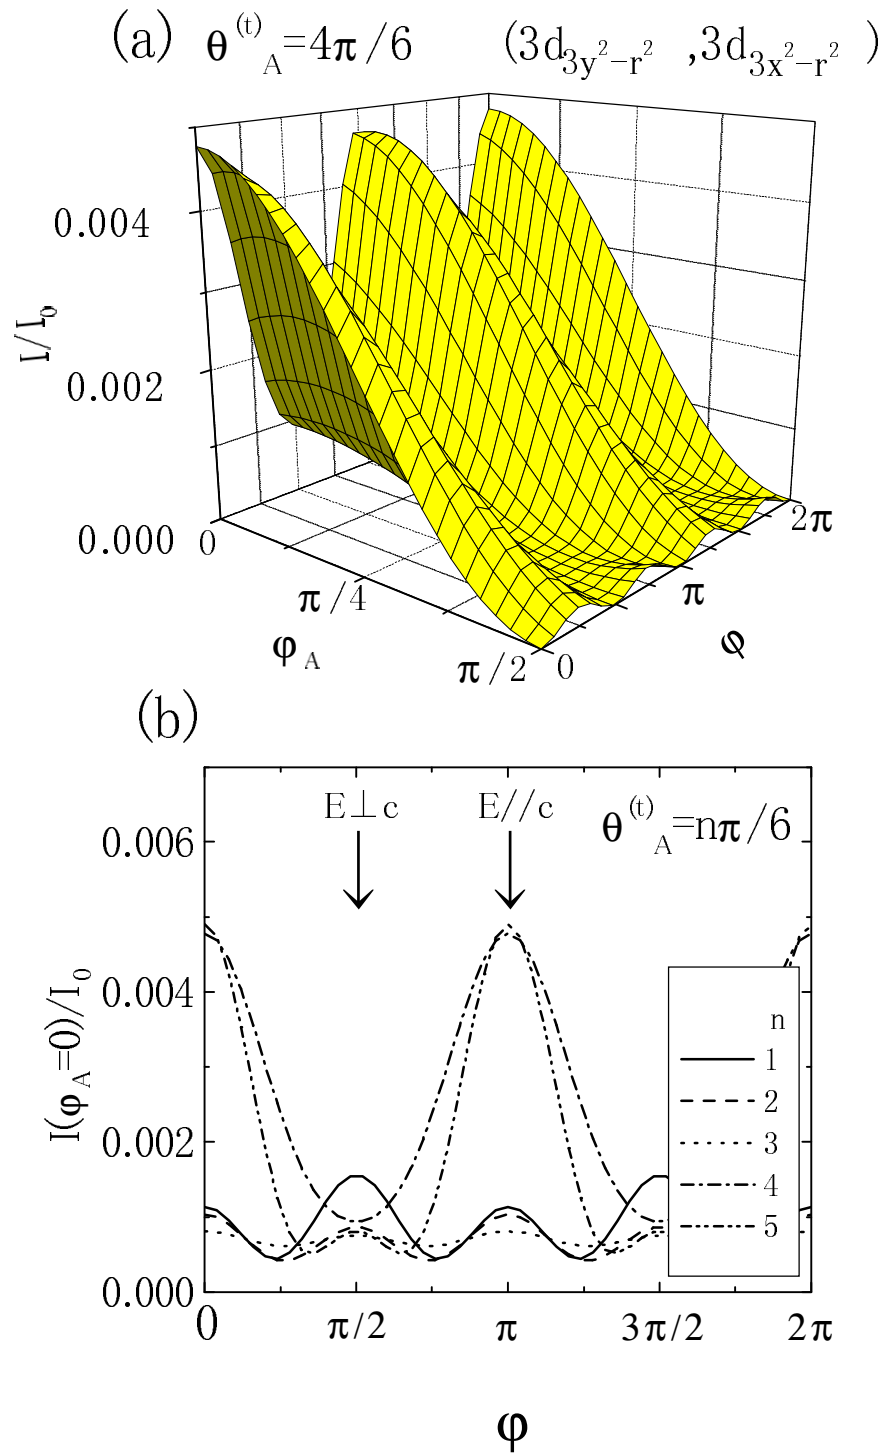 (a) θ^(t)_A=4π/6 (3d_3y²−r² ,3d_3x²−r² )
0.004
I/I_0
0.002
0.000
0
π/4
φ_A
π/2
0
π
φ
2π
(b)
E⊥c E//c
θ^(t)_A=nπ/6
0.006
0.004
0.002
0.000
I(φ_A=0)/I_0
n
1
2
3
4
5
0 π/2 π 3π/2 2π
φ